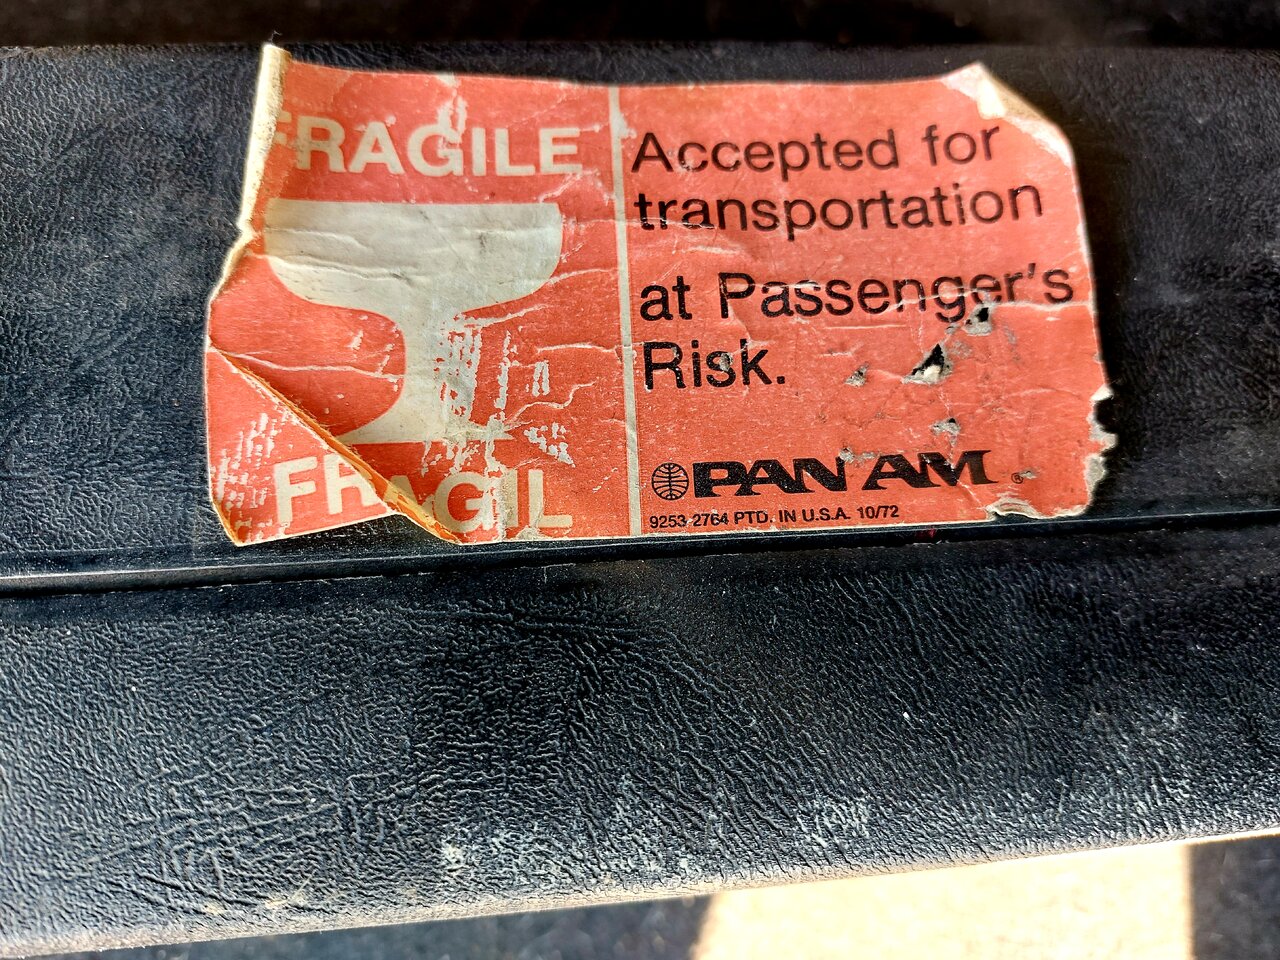 FRAGILE
FRAGIL
Accepted for
transportation
at Passenger's
Risk.
PAN AM®
9253 2764 PTD. IN U.S.A. 10/72